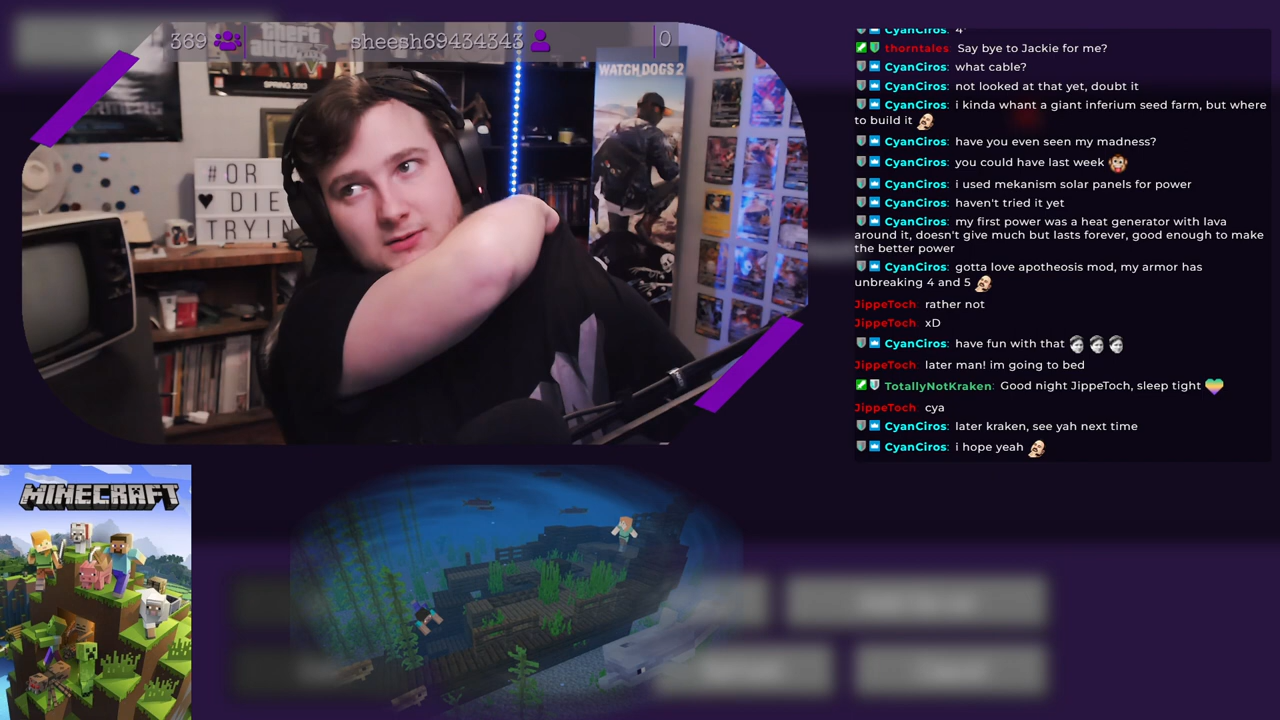 369
sheesh69434343
0
theft
auto
SPRING 2013
WATCH_DOGS 2
#OR
♥ DIE
TRYIN
4
thorntales Say bye to Jackie for me?
CyanCiros: what cable?
CyanCiros: not looked at that yet, doubt it
CyanCiros: i kinda whant a giant inferium seed farm, but where
to build it
CyanCiros: have you even seen my madness?
CyanCiros: you could have last week
CyanCiros: i used mekanism solar panels for power
CyanCiros: haven't tried it yet
CyanCiros: my first power was a heat generator with lava
around it, doesn't give much but lasts forever, good enough to make
the better power
CyanCiros: gotta love apotheosis mod, my armor has
unbreaking 4 and 5
JippeToch rather not
JippeToch xD
CyanCiros: have fun with that
JippeToch later man! im going to bed
TotallyNotKraken: Good night JippeToch, sleep tight
JippeToch cya
CyanCiros: later kraken, see yah next time
CyanCiros: i hope yeah
MINECRAFT